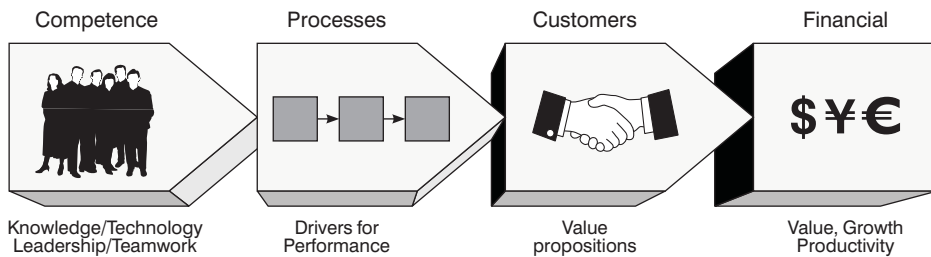 Competence
Processes
Customers
Financial
$¥€
Knowledge/Technology
Leadership/Teamwork
Drivers for
Performance
Value
propositions
Value, Growth
Productivity